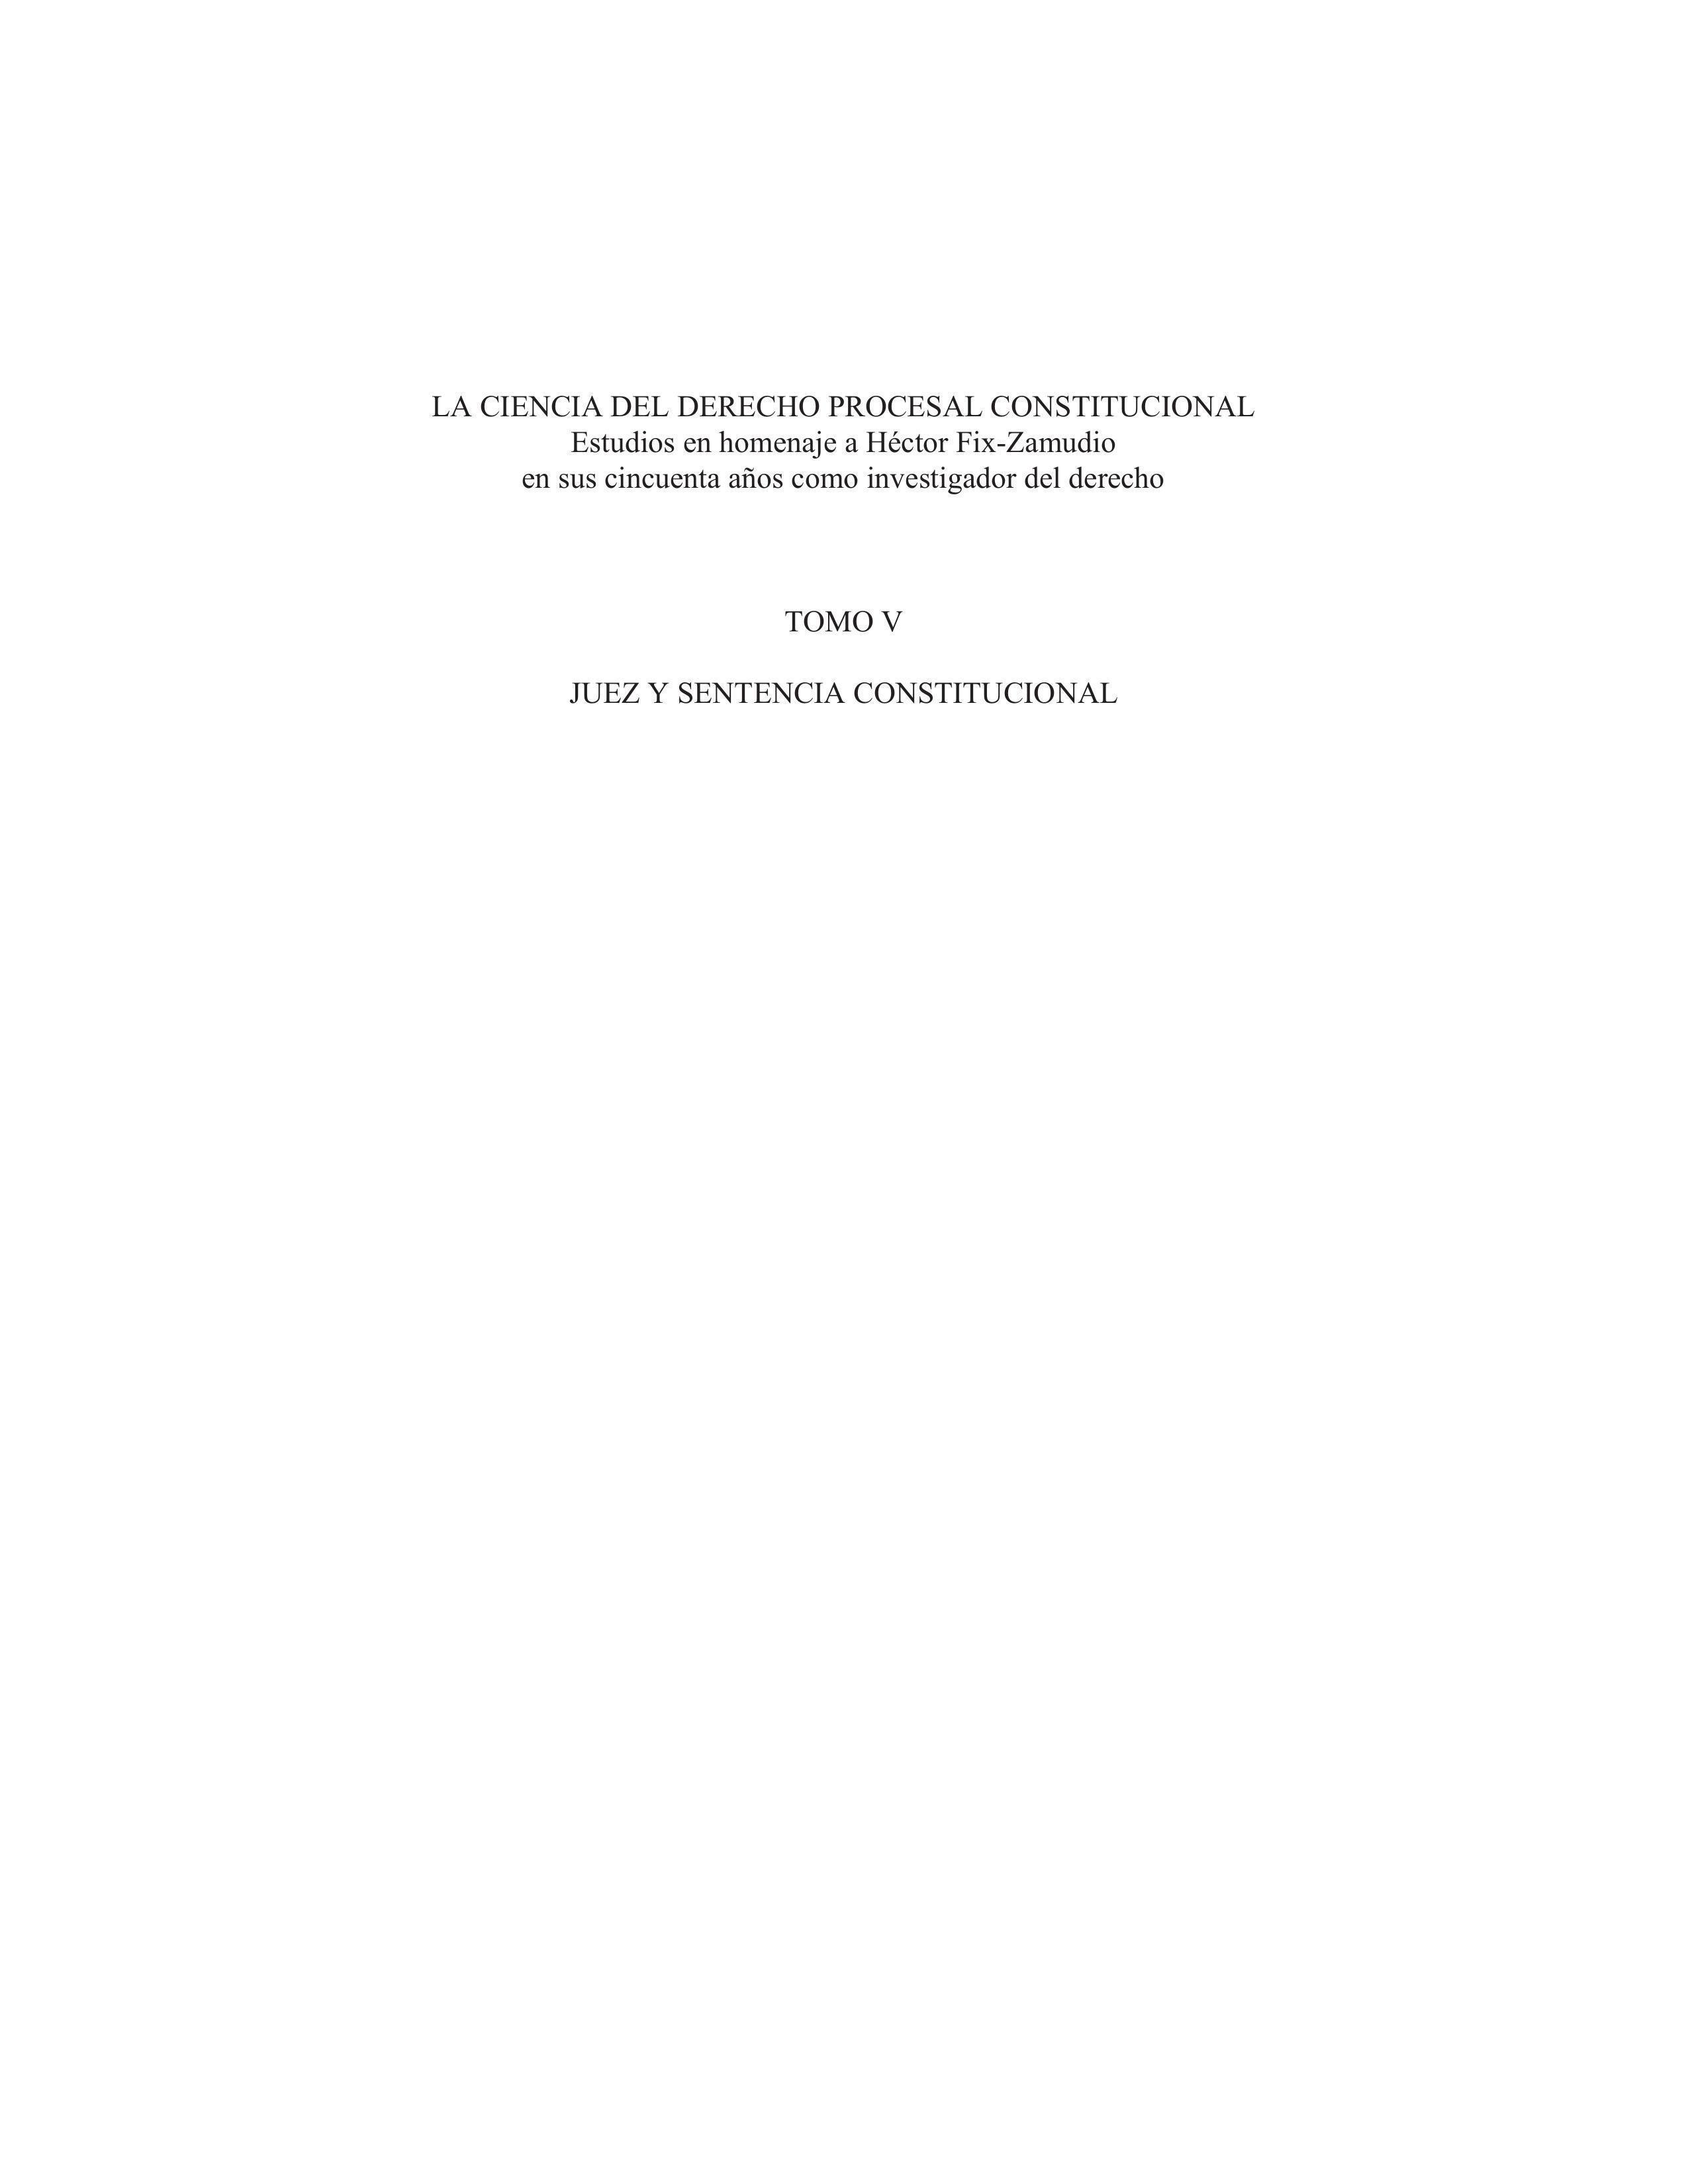 LA CIENCIA DEL DERECHO PROCESAL CONSTITUCIONAL
Estudios en homenaje a Héctor Fix-Zamudio
en sus cincuenta años como investigador del derecho
TOMO V
JUEZ Y SENTENCIA CONSTITUCIONAL